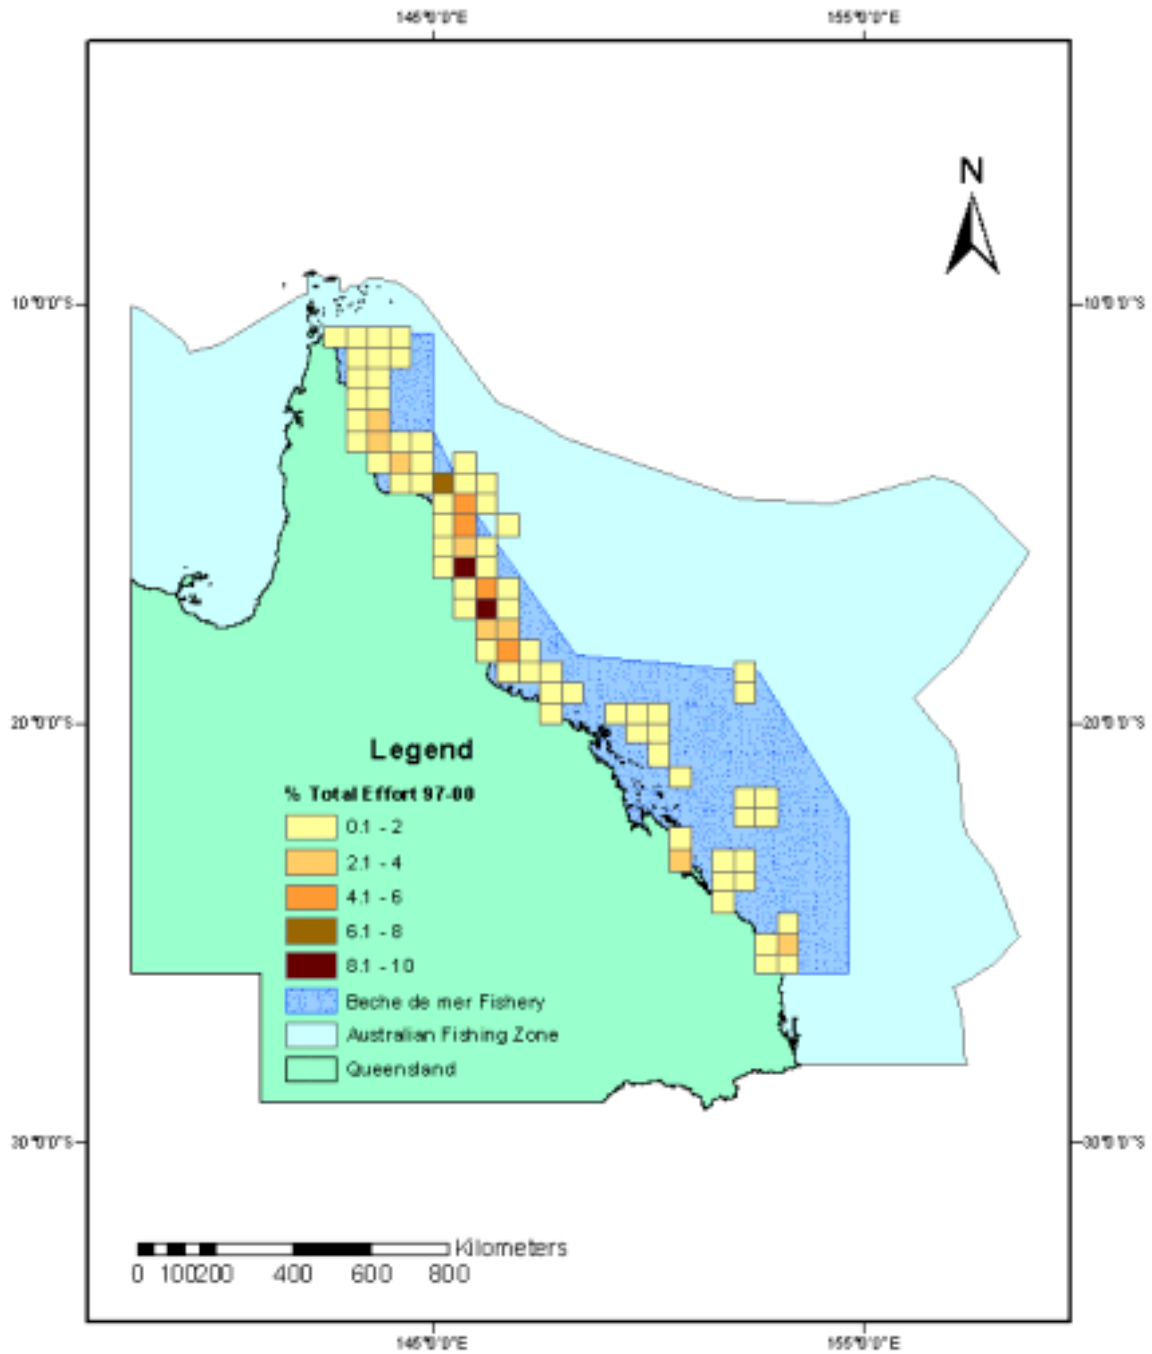 145°0'0"E 155°0'0"E
N
10°0'0"S 10°0'0"S
20°0'0"S 20°0'0"S
Legend
% Total Effort 97-00
0.1 - 2
2.1 - 4
4.1 - 6
6.1 - 8
8.1 - 10
Beche de mer Fishery
Australian Fishing Zone
Queensland
30°0'0"S 30°0'0"S
Kilometers
0 100 200 400 600 800
145°0'0"E 155°0'0"E